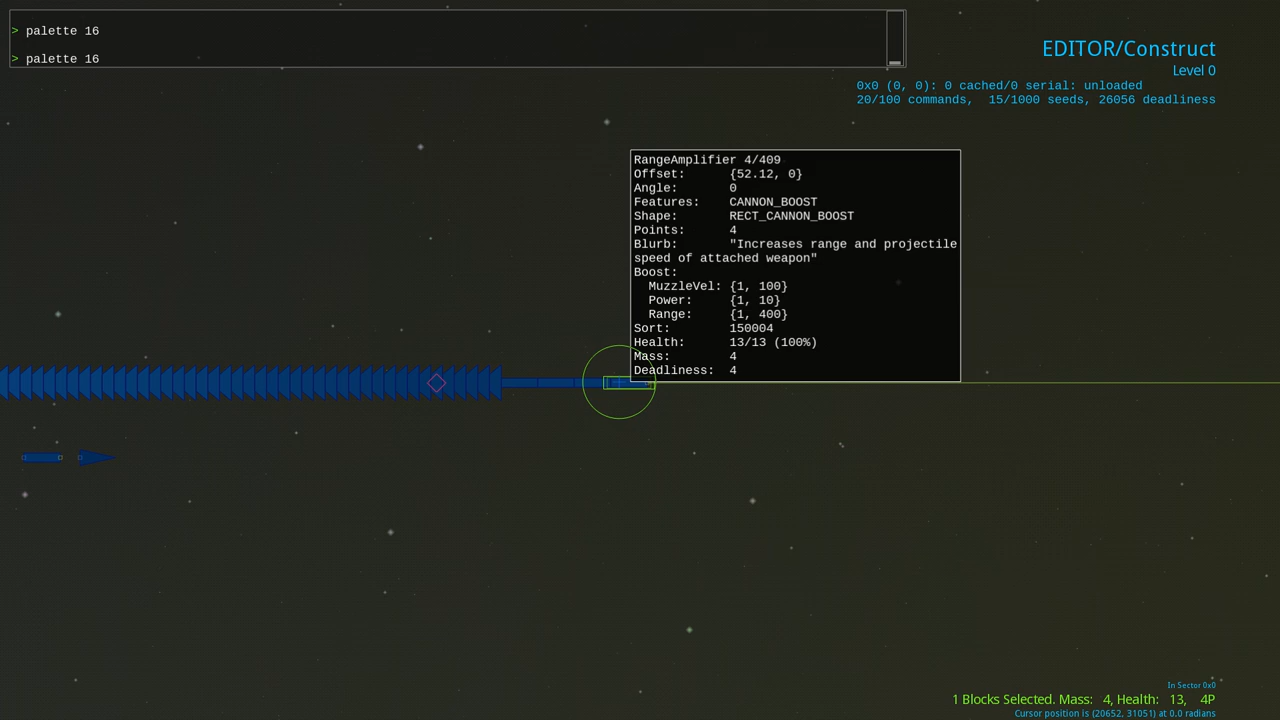 > palette 16
> palette 16
EDITOR/Construct
Level 0
0x0 (0, 0): 0 cached/0 serial: unloaded
20/100 commands,  15/1000 seeds, 26056 deadliness
RangeAmplifier 4/409
Offset:     {52.12, 0}
Angle:      0
Features:   CANNON_BOOST
Shape:      RECT_CANNON_BOOST
Points:     4
Blurb:      "Increases range and projectile
speed of attached weapon"
Boost:
  MuzzleVel: {1, 100}
  Power:    {1, 10}
  Range:    {1, 400}
Sort:       150004
Health:     13/13 (100%)
Mass:       4
Deadliness: 4
In Sector 0x0
1 Blocks Selected. Mass:   4, Health:   13,   4P
Cursor position is (20652, 31051) at 0.0 radians